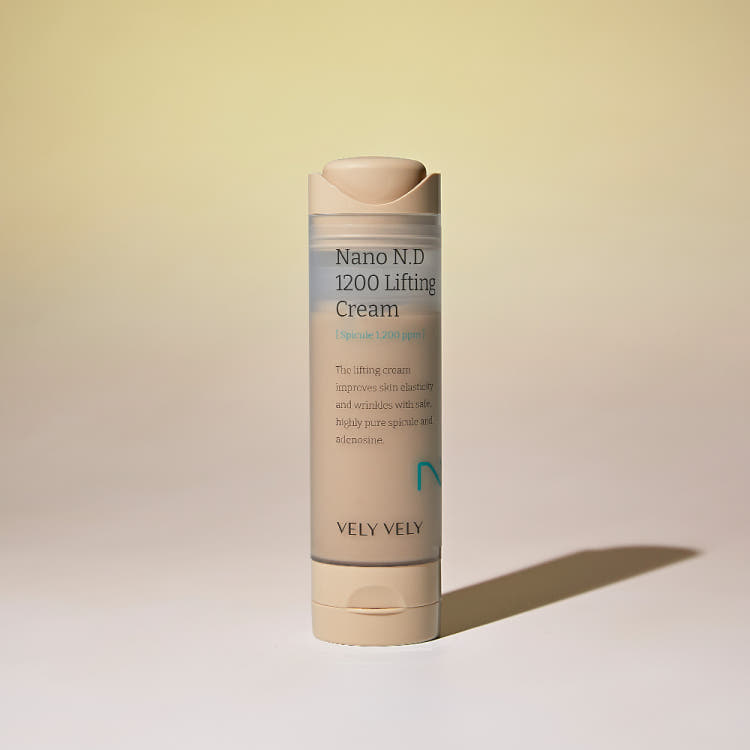 Nano N.D
1200 Lifting
Cream
[ Spicule 1,200 ppm ]
The lifting cream
improves skin elasticity
and wrinkles with safe,
highly pure spicule and
adenosine.
N
VELY VELY